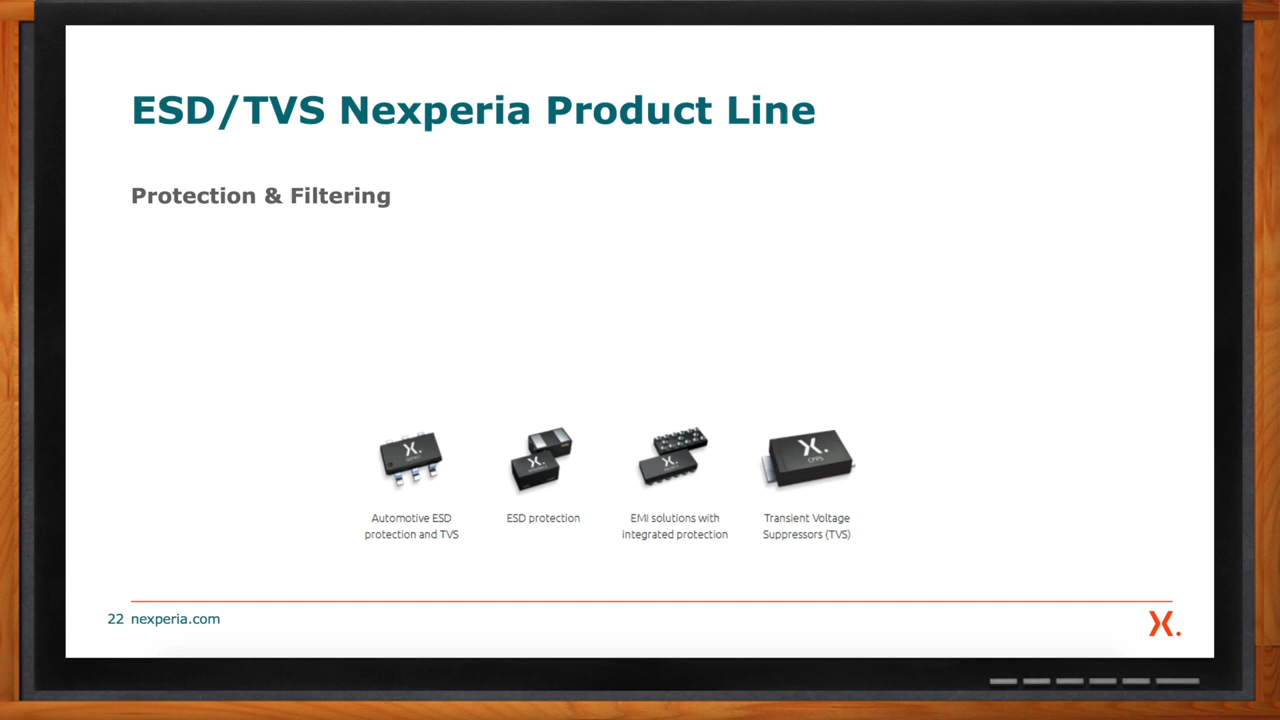 ESD/TVS Nexperia Product Line
Protection & Filtering
Automotive ESD
protection and TVS
ESD protection
EMI solutions with
integrated protection
Transient Voltage
Suppressors (TVS)
22 nexperia.com